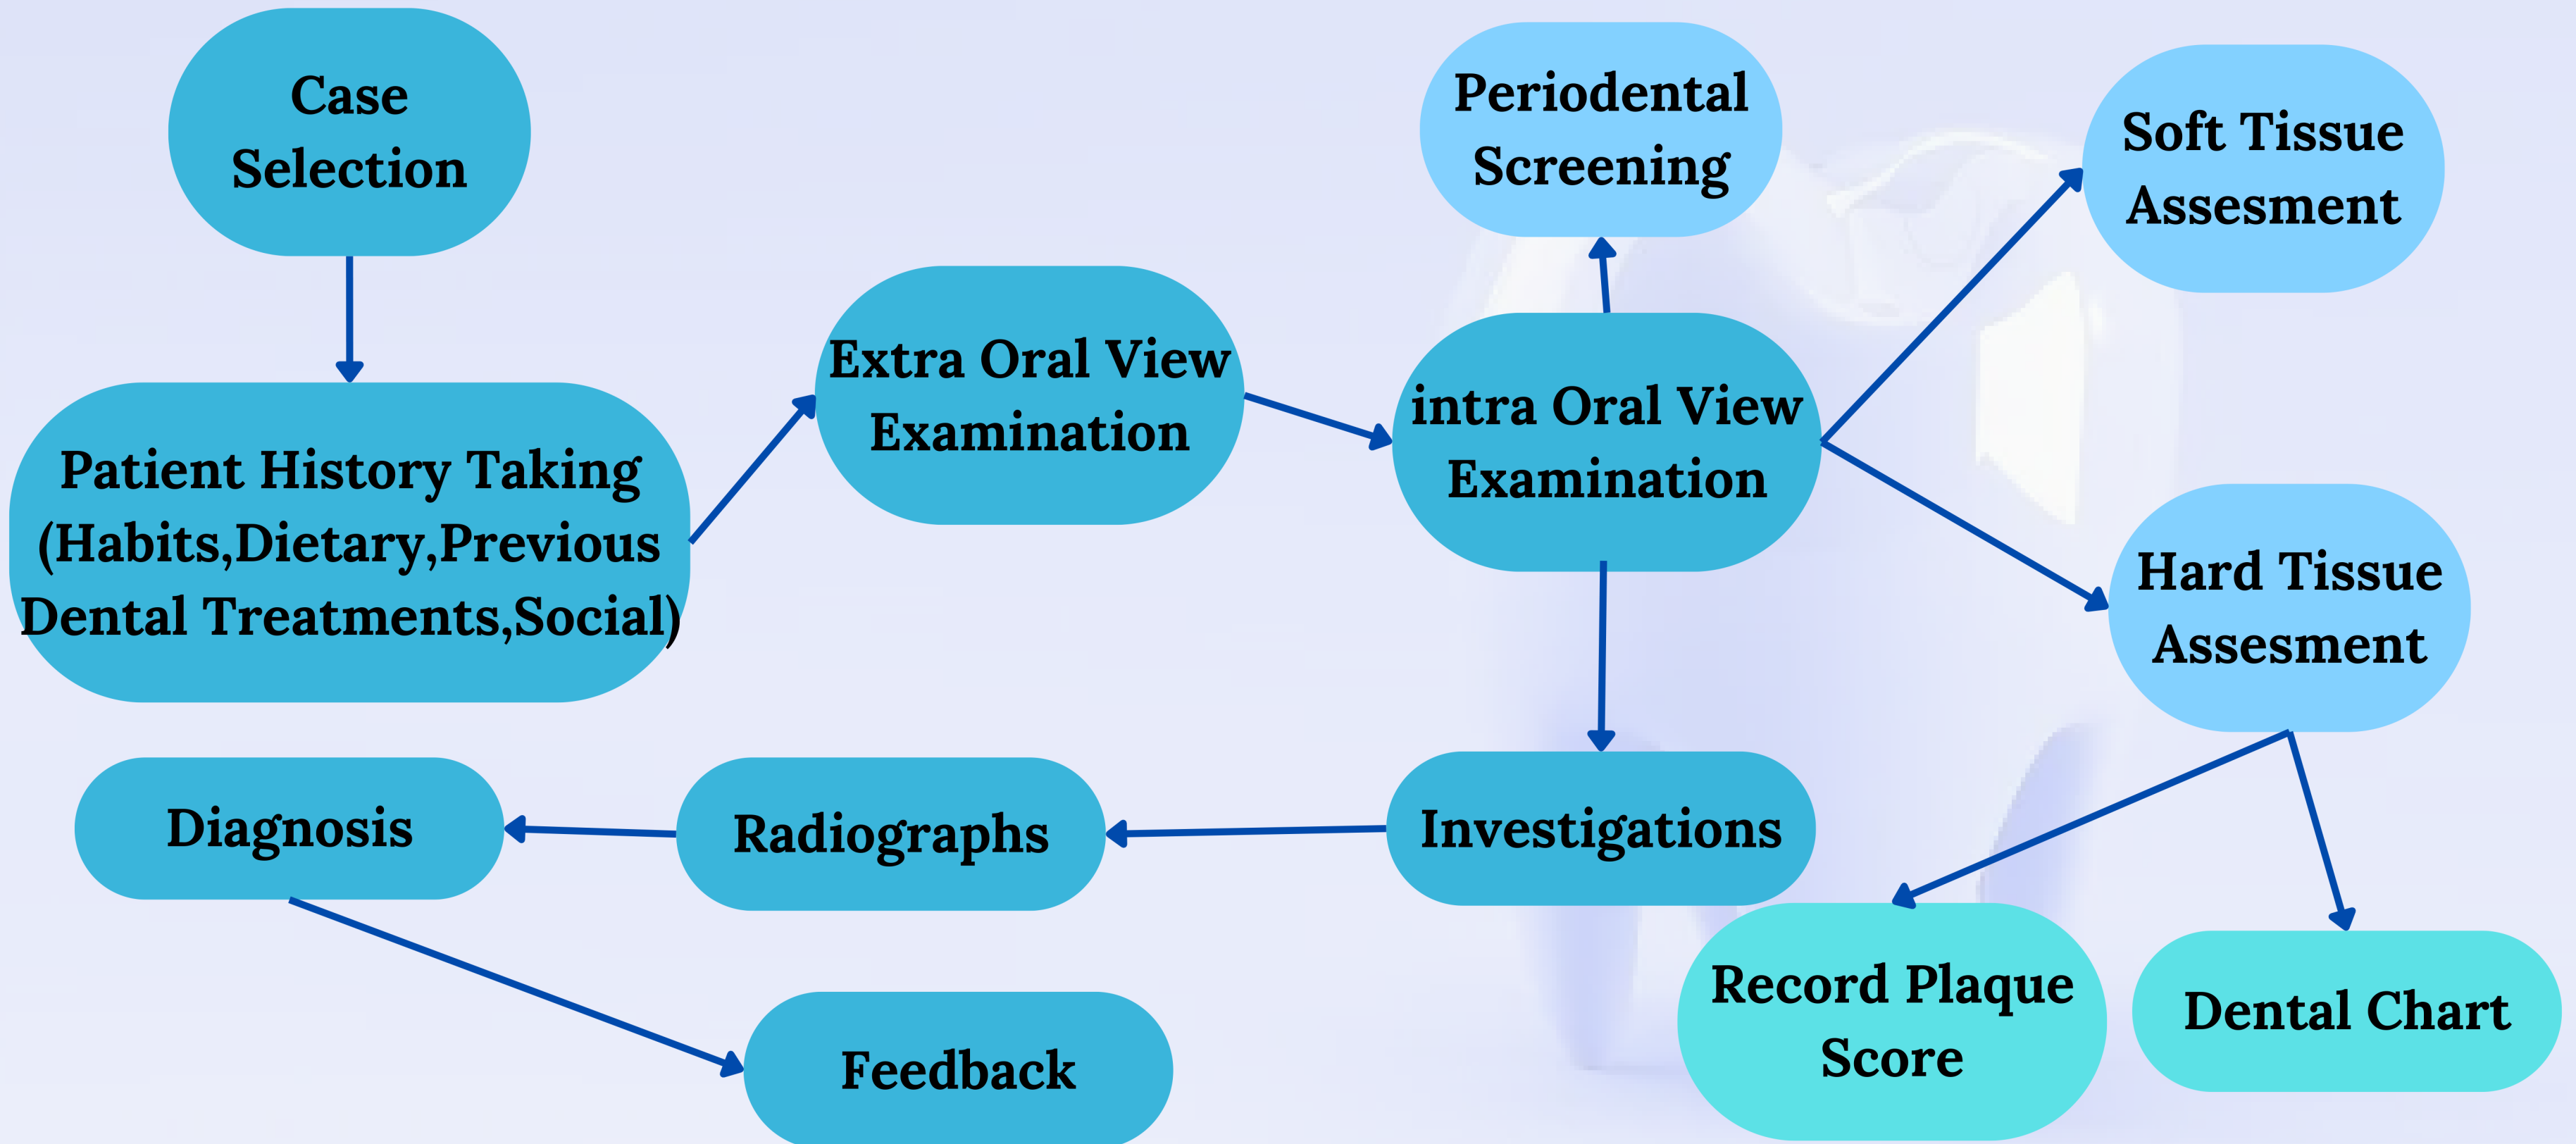 Case
Selection
Patient History Taking
(Habits,Dietary,Previous
Dental Treatments,Social)
Extra Oral View
Examination
intra Oral View
Examination
Periodental
Screening
Soft Tissue
Assesment
Hard Tissue
Assesment
Record Plaque
Score
Dental Chart
Investigations
Radiographs
Diagnosis
Feedback